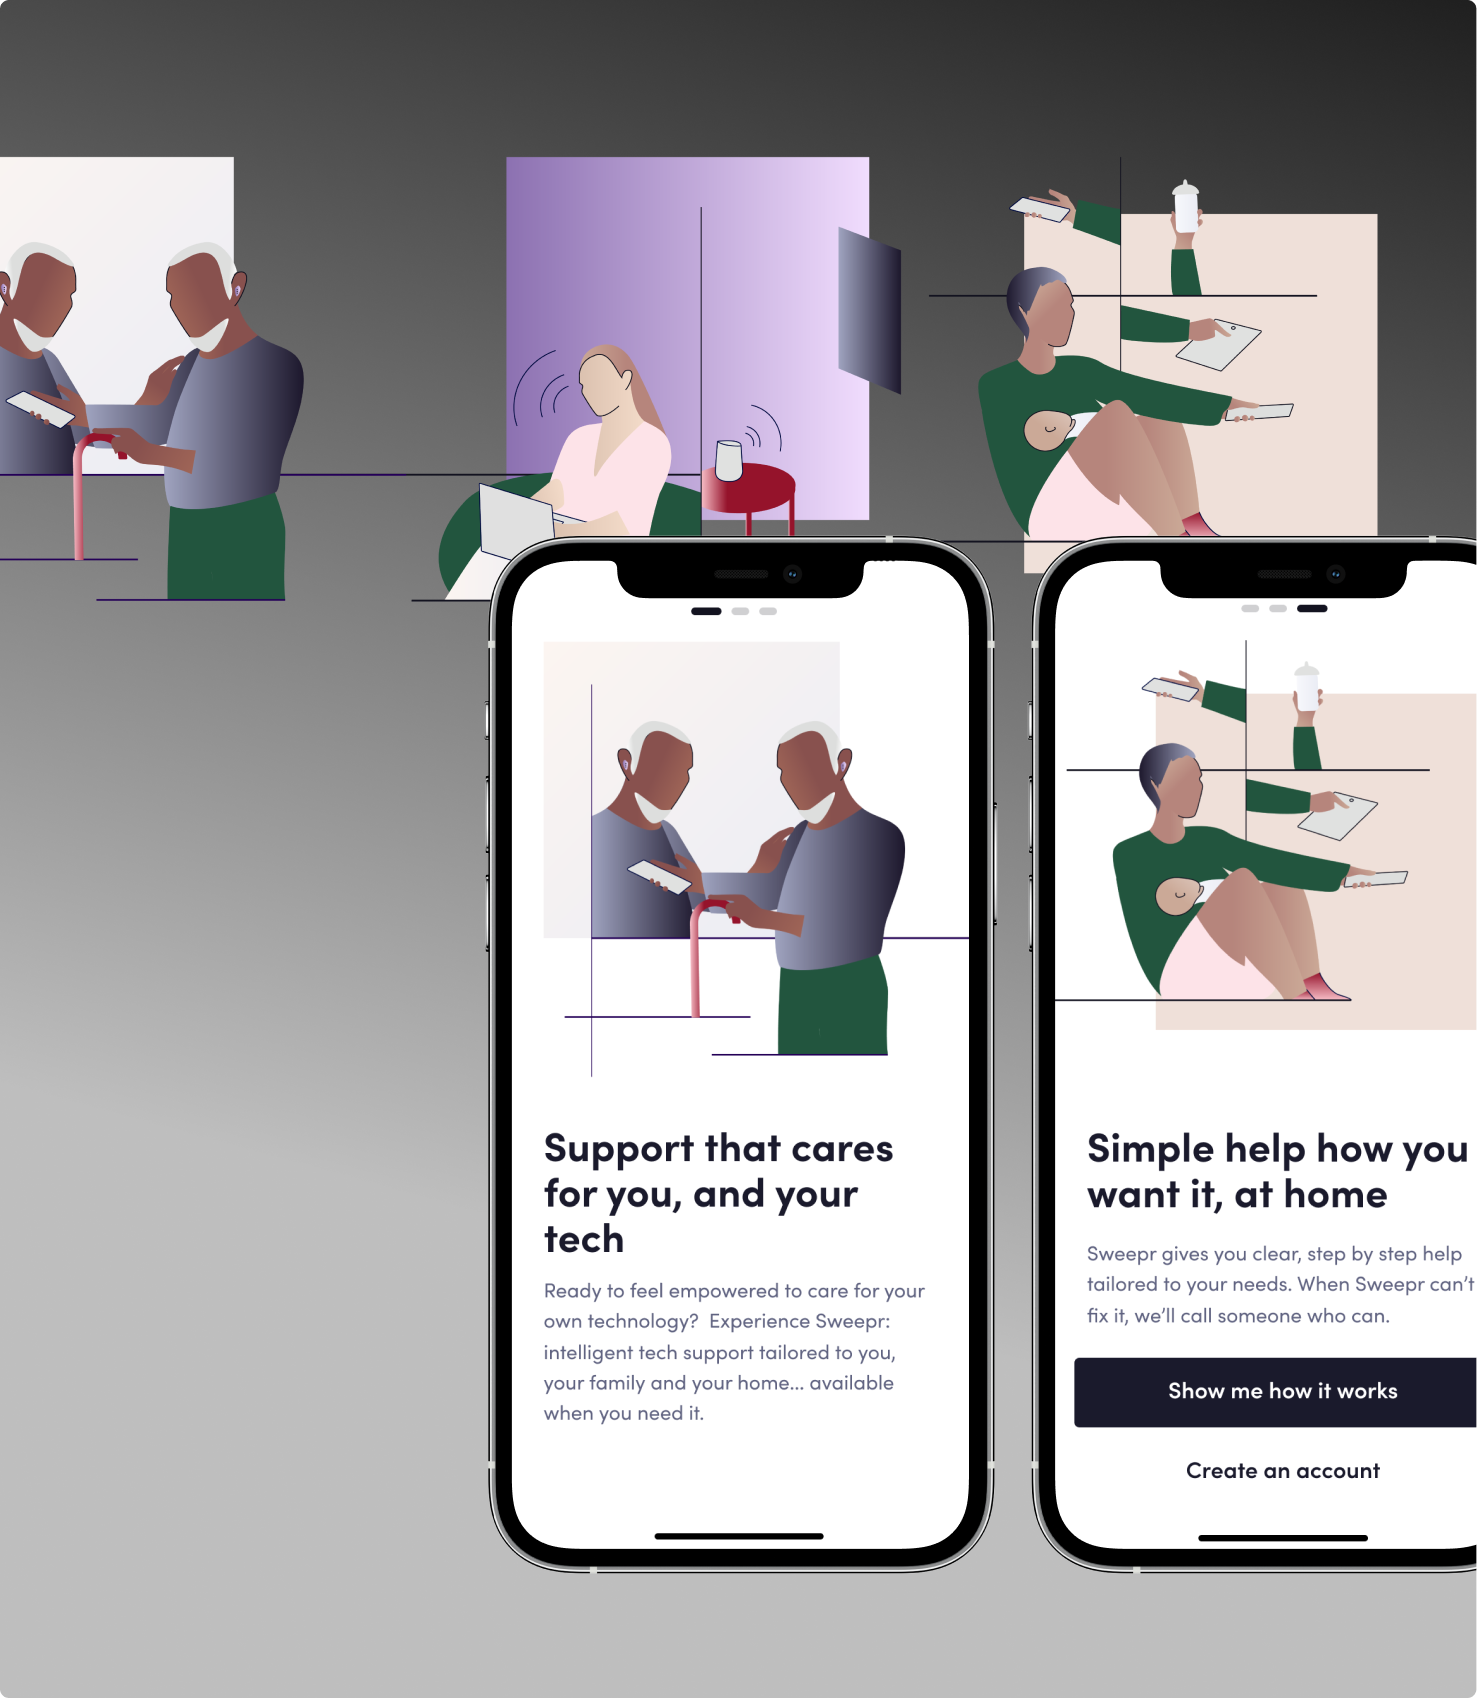 Support that cares
for you, and your
tech
Ready to feel empowered to care for your
own technology?  Experience Sweepr:
intelligent tech support tailored to you,
your family and your home... available
when you need it.
Simple help how you
want it, at home
Sweepr gives you clear, step by step help
tailored to your needs. When Sweepr can’t
fix it, we’ll call someone who can.
Show me how it works
Create an account